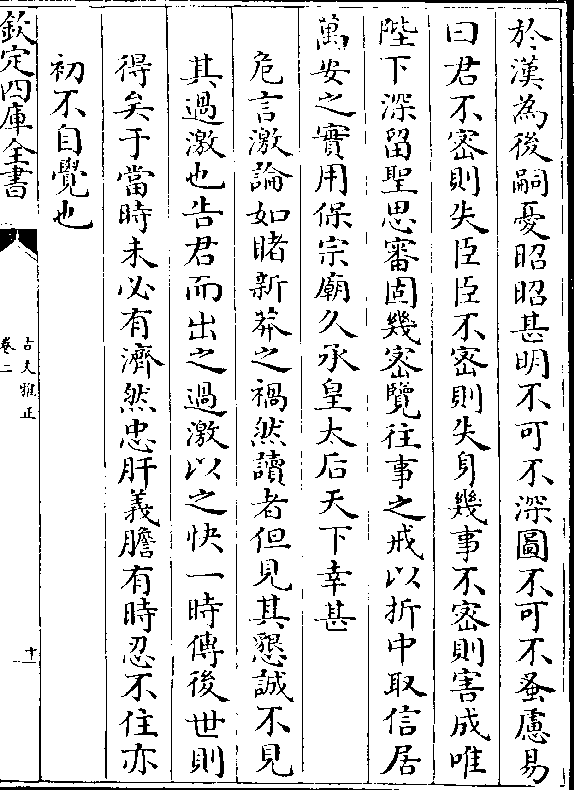 於漢為後嗣憂昭昭甚明不可不深圖不可不蚤慮易
曰君不密則失臣臣不密則失身幾事不密則害成唯
陛下深留聖思審固幾密覽往事之戒以折中取信居
萬安之實用保宗廟久承皇太后天下幸甚
危言激論如睹新莽之禍然讀者但見其懇誠不見
其過激也告君而出之過激以之快一時傳後世則
得矣于當時未必有濟然忠肝義膽有時忍不住亦
初不自覺也
欽定四庫全書
古文雅正
卷二
十一